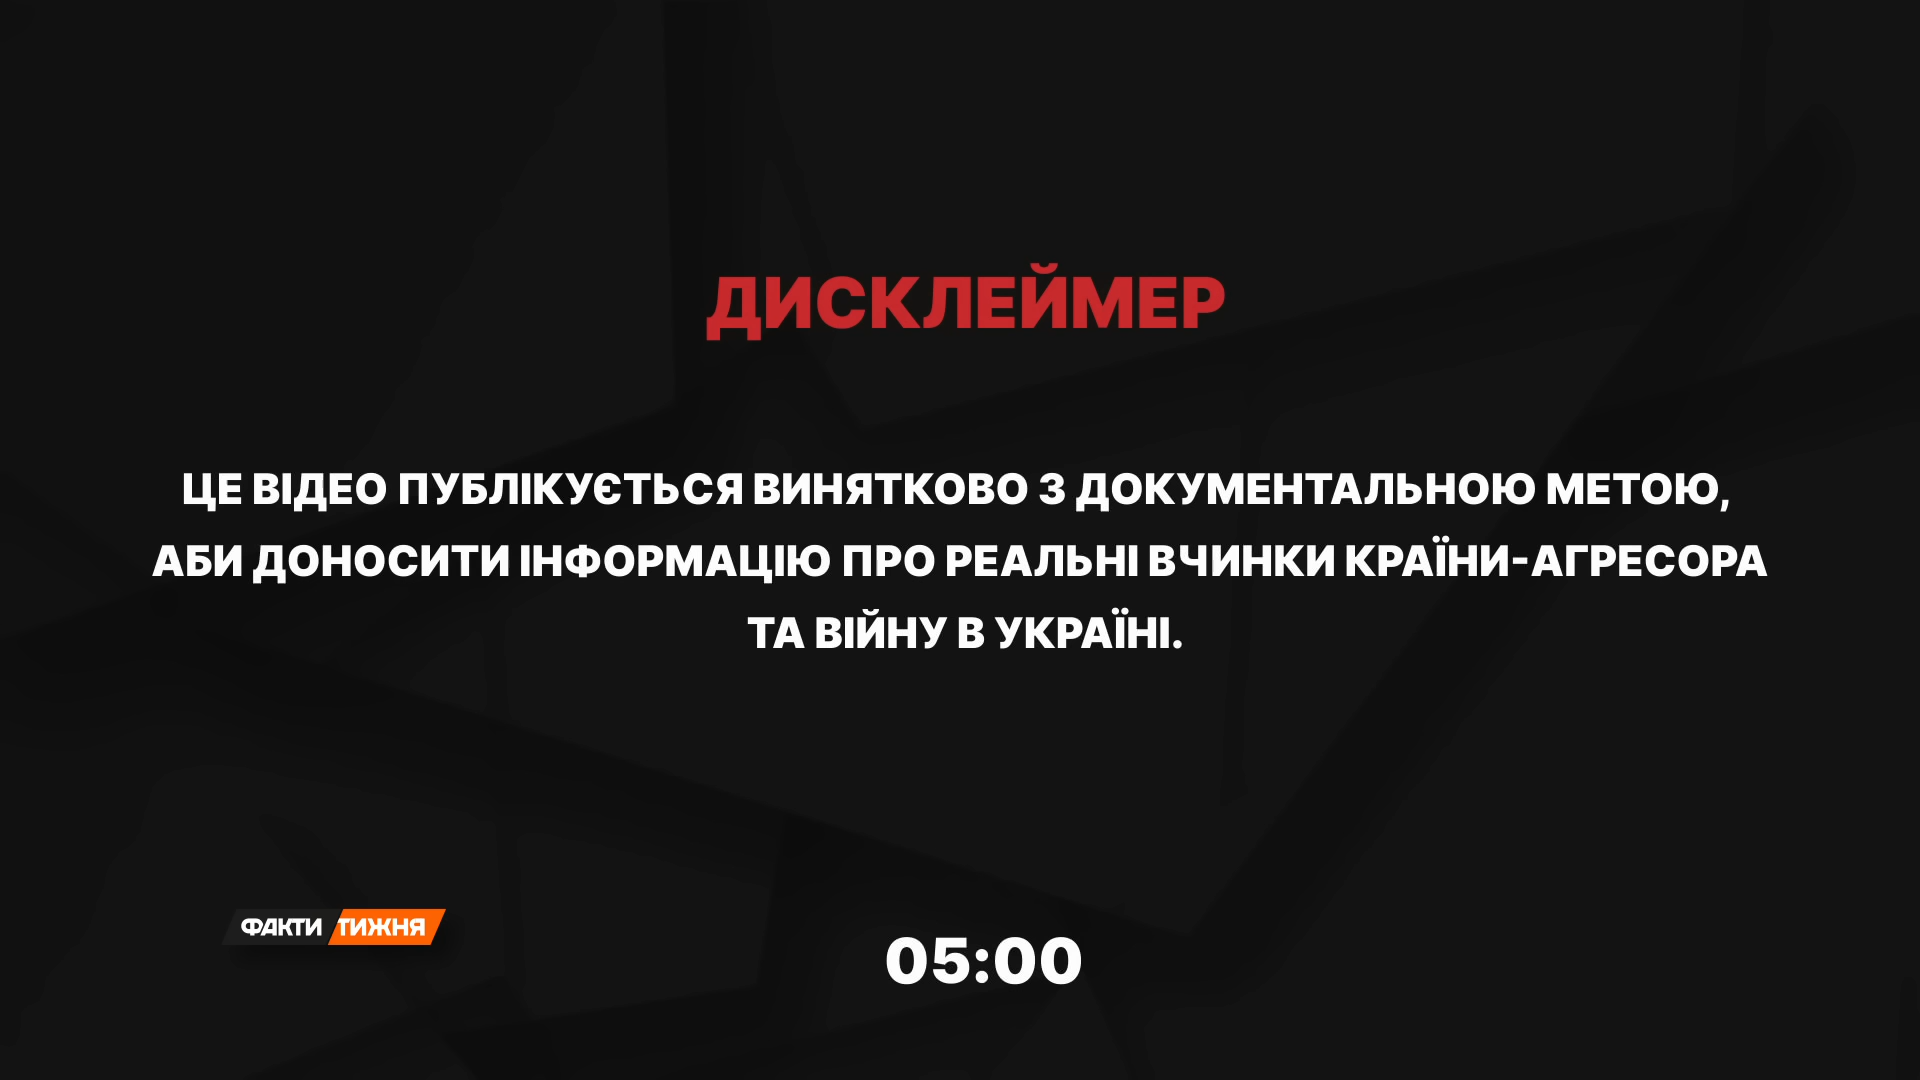 ДИСКЛЕЙМЕР
ЦЕ ВІДЕО ПУБЛІКУЄТЬСЯ ВИНЯТКОВО З ДОКУМЕНТАЛЬНОЮ МЕТОЮ,
АБИ ДОНОСИТИ ІНФОРМАЦІЮ ПРО РЕАЛЬНІ ВЧИНКИ КРАЇНИ-АГРЕСОРА
ТА ВІЙНУ В УКРАЇНІ.
ФАКТИ ТИЖНЯ
05:00